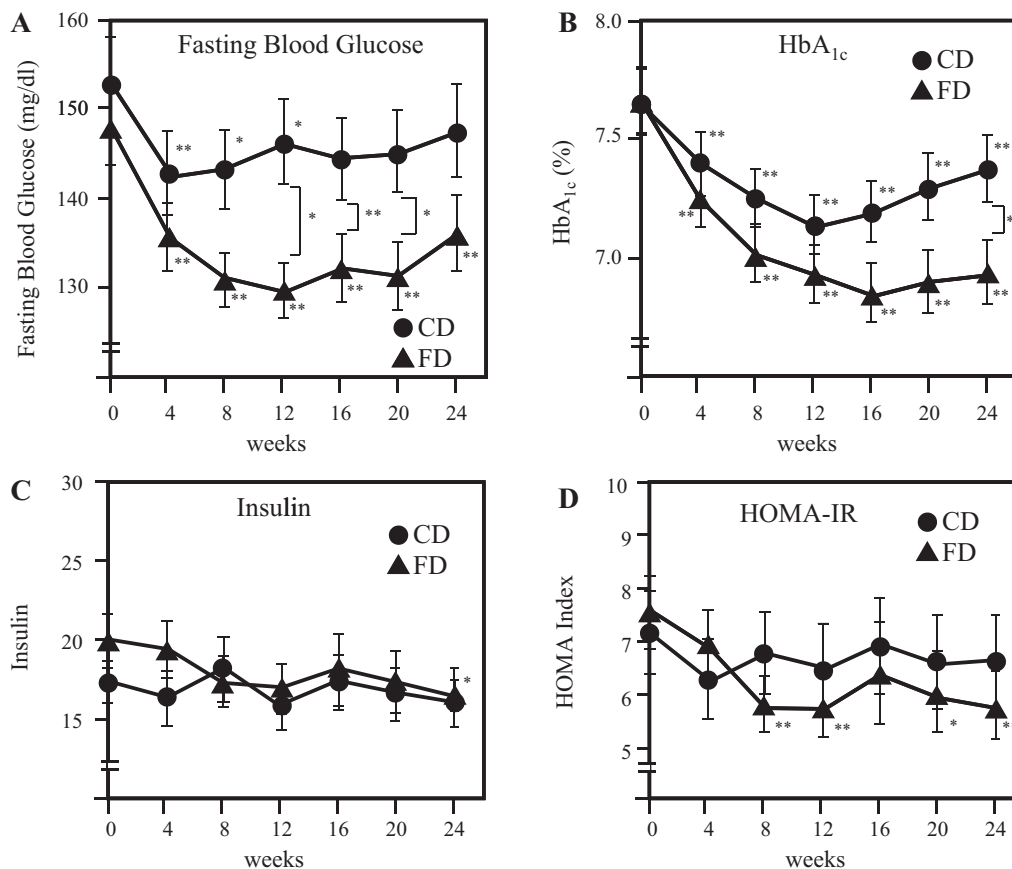 A
Fasting Blood Glucose
Fasting Blood Glucose (mg/dl)
160
150
140
130
** * *
* ** *
** ** ** ** ** **
CD
FD
0 4 8 12 16 20 24
weeks
B
HbA1c
HbA1c (%)
8.0
7.5
7.0
CD
FD
** ** ** ** ** **
*
** ** ** ** ** **
0 4 8 12 16 20 24
weeks
C
Insulin
Insulin
30
25
20
15
CD
FD
*
0 4 8 12 16 20 24
weeks
D
HOMA-IR
HOMA Index
10
9
8
7
6
5
CD
FD
** ** *
0 4 8 12 16 20 24
weeks